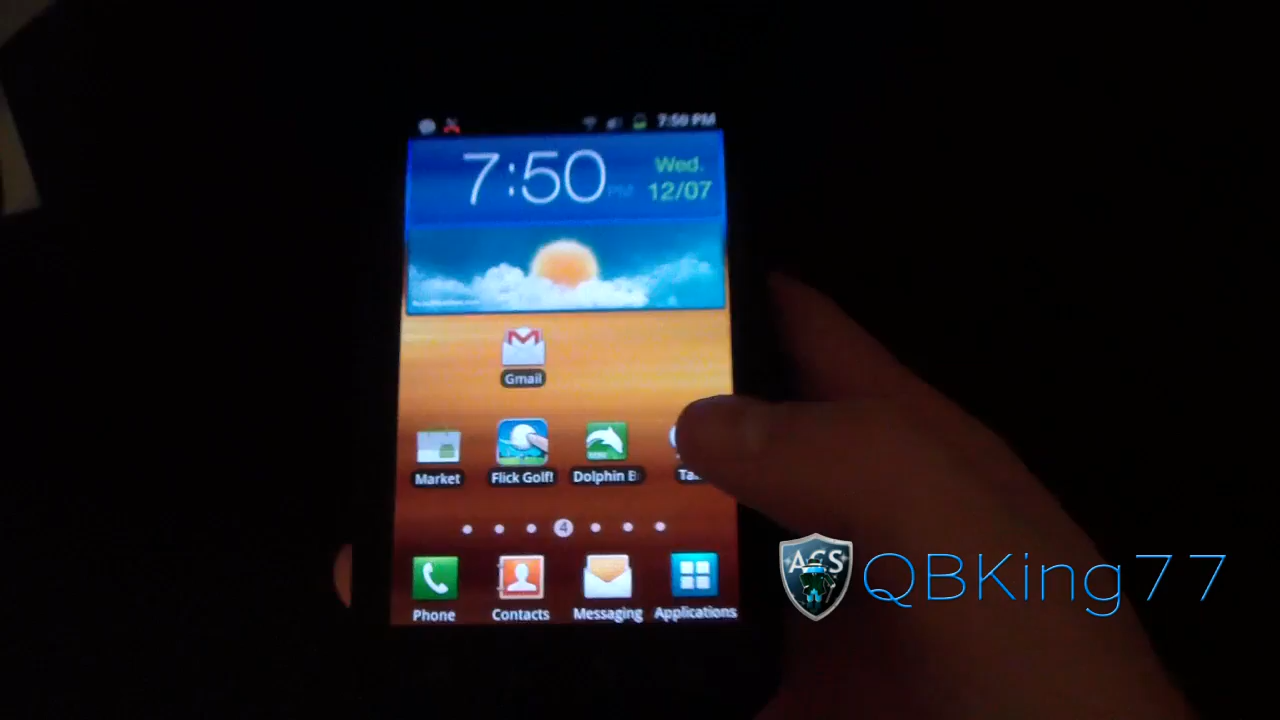 7:50 PM
7:50 PM
Wed.
12/07
Gmail
Market
Flick Golf!
Dolphin B
Ta
4
Phone
Contacts
Messaging
Applications
ACS
QBKing77